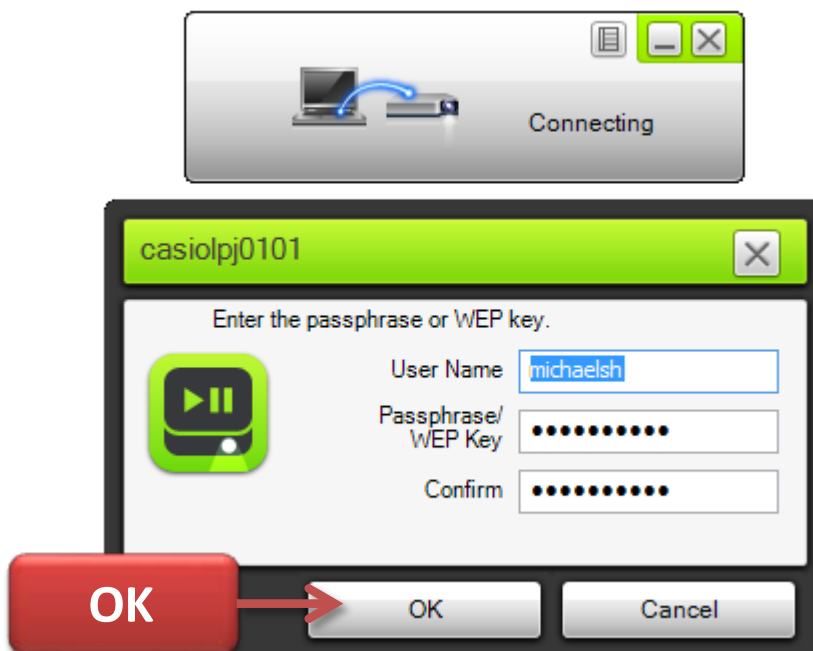 Connecting
casiolpj0101
Enter the passphrase or WEP key.
User Name michaelsh
Passphrase/
WEP Key ●●●●●●●●●●
Confirm ●●●●●●●●●●
OK
OK Cancel